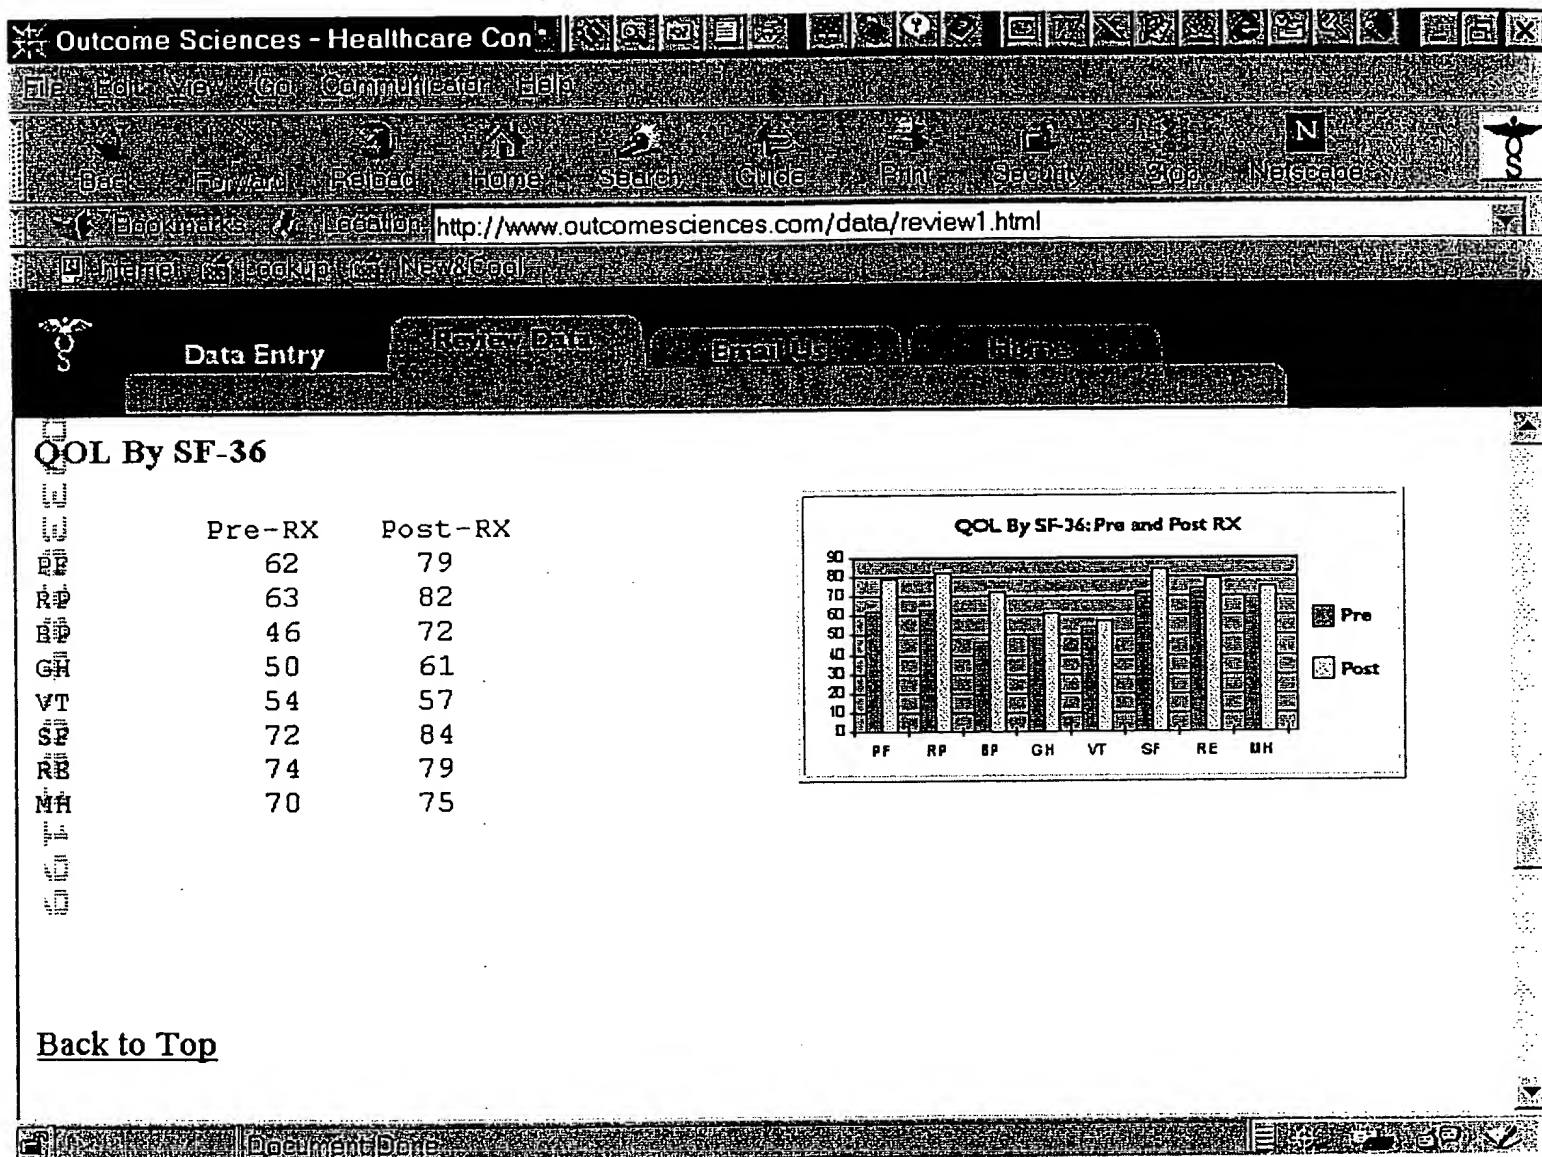 Outcome Sciences - Healthcare Con
File Edit View Go Communicator Help
Back Forward Reload Home Search Guide Print Security Stop Netscape
Bookmarks Location: http://www.outcomesciences.com/data/review1.html
Internet Lookup New&Cool
Data Entry Review Data Email Us Home
QOL By SF-36
Pre-RX Post-RX
PF 62 79
RP 63 82
BP 46 72
GH 50 61
VT 54 57
SF 72 84
RE 74 79
MH 70 75
QOL By SF-36: Pre and Post RX
90
80
70
60
50
40
30
20
10
0
PF RP BP GH VT SF RE MH
Pre
Post
Back to Top
Document Done